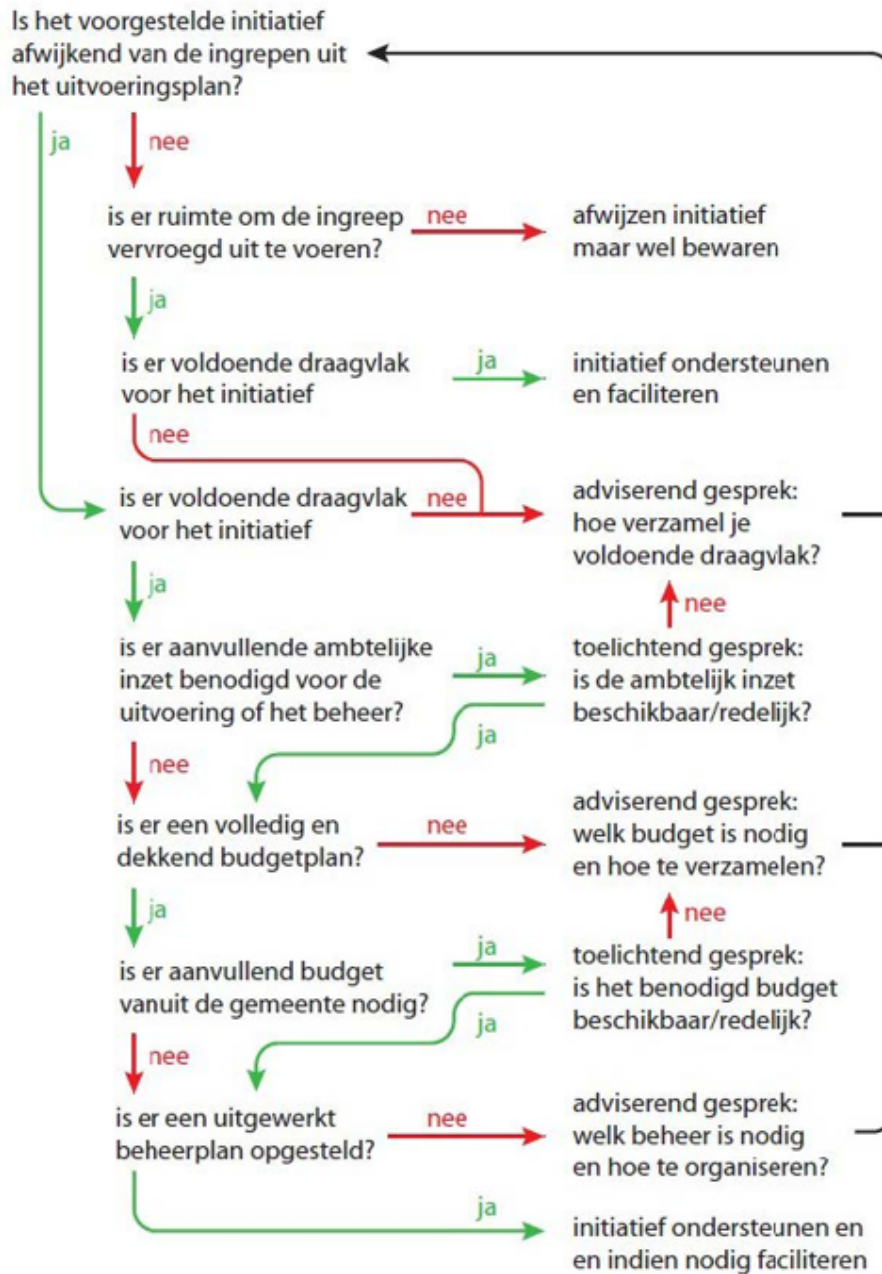 Is het voorgestelde initiatief
afwijkend van de ingrepen uit
het uitvoeringsplan?
ja
nee
is er ruimte om de ingreep
vervroegd uit te voeren?
nee
afwijzen initiatief
maar wel bewaren
ja
is er voldoende draagvlak
voor het initiatief
ja
initiatief ondersteunen
en faciliteren
nee
is er voldoende draagvlak
voor het initiatief
nee
adviserend gesprek:
hoe verzamel je
voldoende draagvlak?
ja
nee
is er aanvullende ambtelijke
inzet benodigd voor de
uitvoering of het beheer?
ja
toelichtend gesprek:
is de ambtelijk inzet
beschikbaar/redelijk?
ja
nee
is er een volledig en
dekkend budgetplan?
nee
adviserend gesprek:
welk budget is nodig
en hoe te verzamelen?
ja
nee
is er aanvullend budget
vanuit de gemeente nodig?
ja
toelichtend gesprek:
is het benodigd budget
beschikbaar/redelijk?
ja
nee
is er een uitgewerkt
beheerplan opgesteld?
nee
adviserend gesprek:
welk beheer is nodig
en hoe te organiseren?
ja
initiatief ondersteunen en
en indien nodig faciliteren